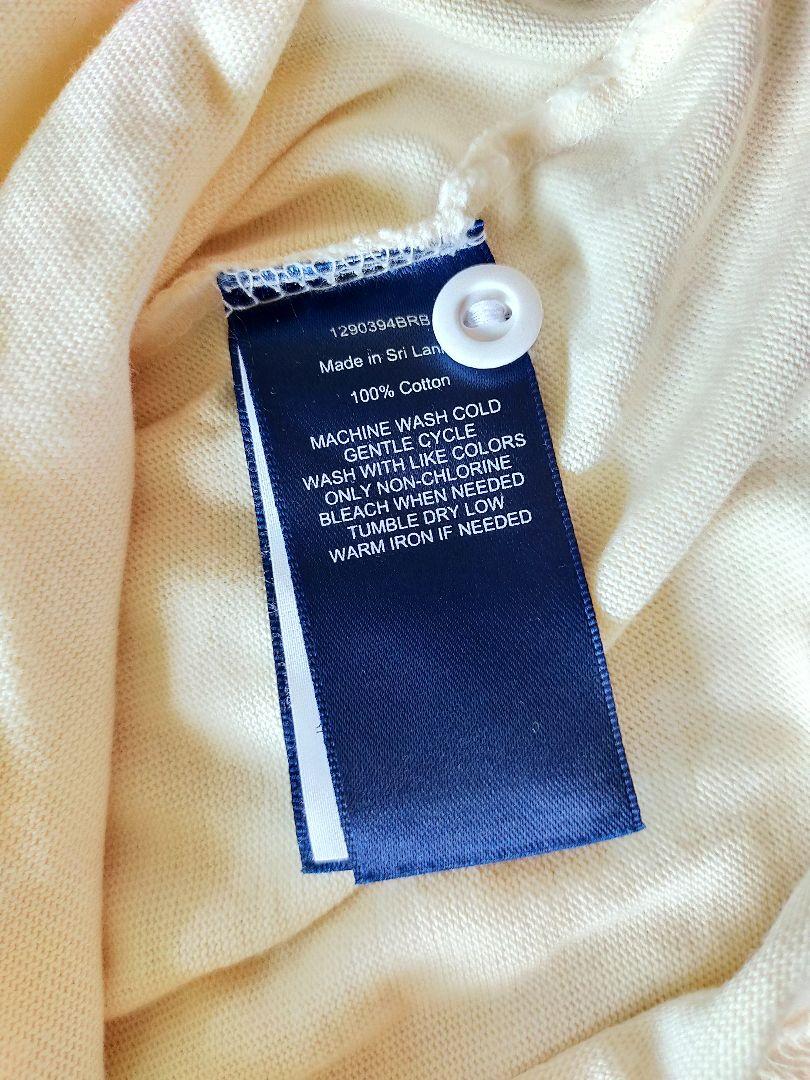 1290394BRB
Made in Sri Lan
100% Cotton
MACHINE WASH COLD
GENTLE CYCLE
WASH WITH LIKE COLORS
ONLY NON-CHLORINE
BLEACH WHEN NEEDED
TUMBLE DRY LOW
WARM IRON IF NEEDED